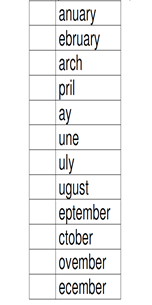 anuary
ebruary
arch
pril
ay
une
uly
ugust
eptember
ctober
ovember
ecember